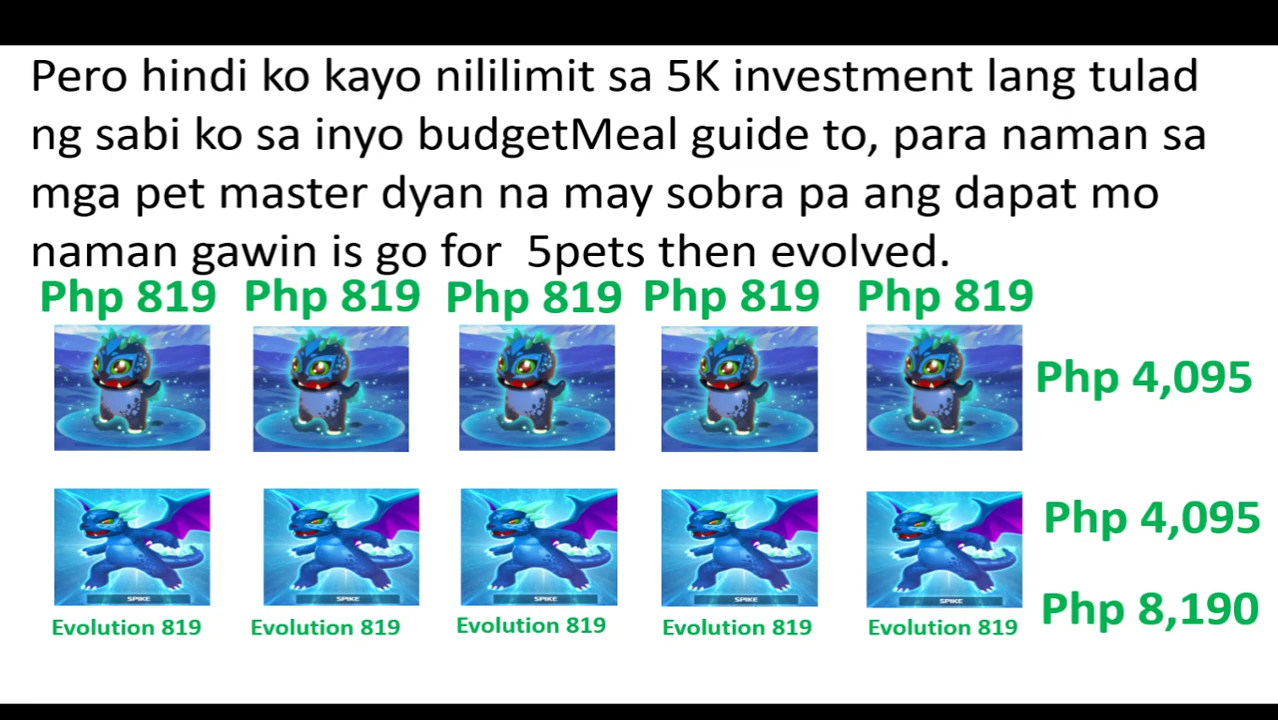 Pero hindi ko kayo nililimit sa 5K investment lang tulad
ng sabi ko sa inyo budgetMeal guide to, para naman sa
mga pet master dyan na may sobra pa ang dapat mo
naman gawin is go for 5pets then evolved.
Php 819 Php 819 Php 819 Php 819 Php 819
Php 4,095
Php 4,095
SPIKE SPIKE SPIKE SPIKE SPIKE
Php 8,190
Evolution 819 Evolution 819 Evolution 819 Evolution 819 Evolution 819